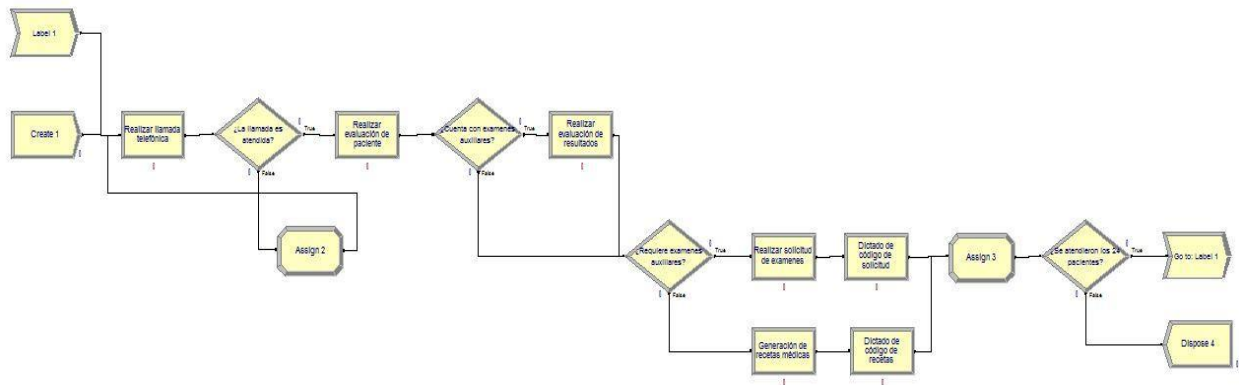 Label 1
Create 1
Realizar llamada
telefónica
¿La llamada es
atendida?
True
False
Assign 2
Realizar
evaluación de
paciente
¿Cuenta con examenes
auxiliares?
True
False
Realizar
evaluación de
resultados
¿Requiere examenes
auxiliares?
True
False
Realizar solicitud
de examenes
Dictado de
código de
solicitud
Generación de
recetas médicas
Dictado de
código de
recetas
Assign 3
¿Se atendieron los 24
pacientes?
True
False
Go to: Label 1
Dispose 4